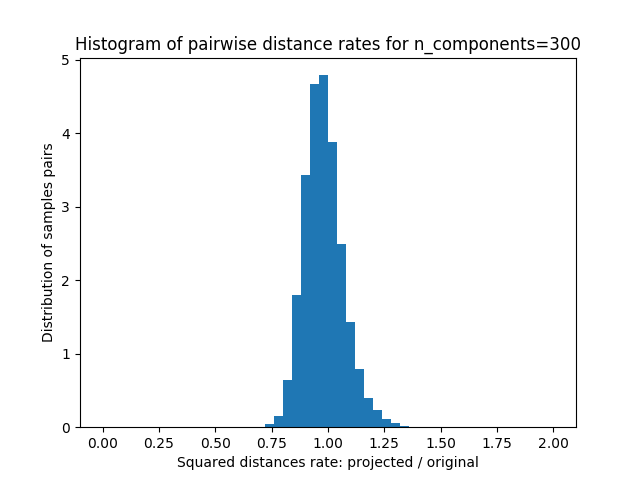 Histogram of pairwise distance rates for n_components=300
Distribution of samples pairs
5
4
3
2
1
0
0.00 0.25 0.50 0.75 1.00 1.25 1.50 1.75 2.00
Squared distances rate: projected / original